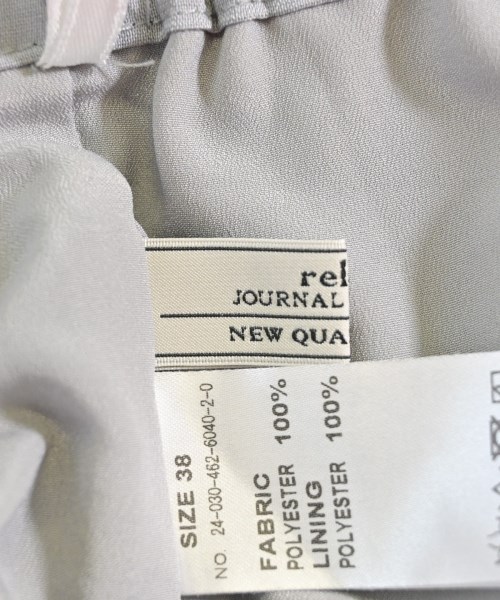 rel
JOURNAL
NEW QUA
SIZE 38
NO. 24-030-462-6040-2-0
FABRIC
POLYESTER 100%
LINING
POLYESTER 100%